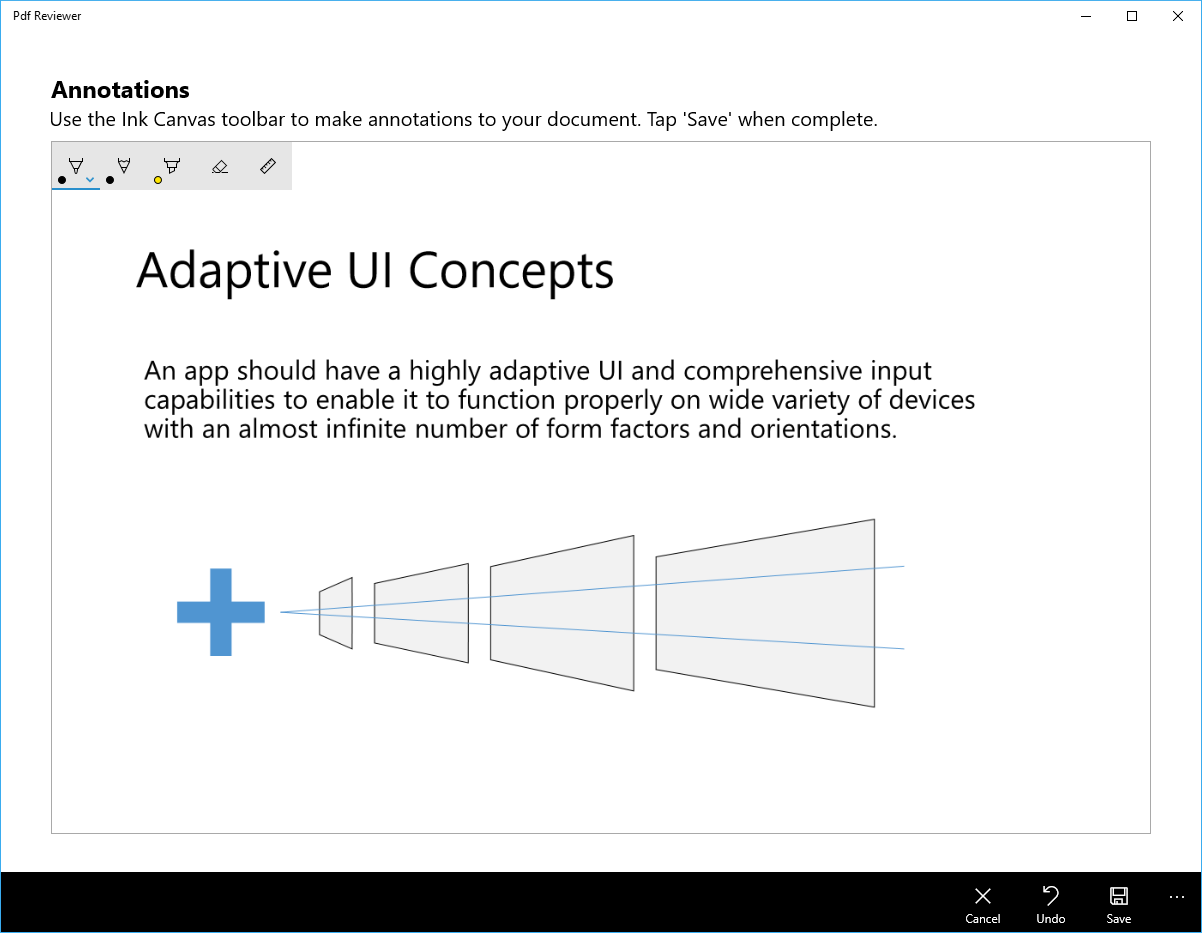 Pdf Reviewer
Annotations
Use the Ink Canvas toolbar to make annotations to your document. Tap 'Save' when complete.
Adaptive UI Concepts
An app should have a highly adaptive UI and comprehensive input
capabilities to enable it to function properly on wide variety of devices
with an almost infinite number of form factors and orientations.
Cancel
Undo
Save